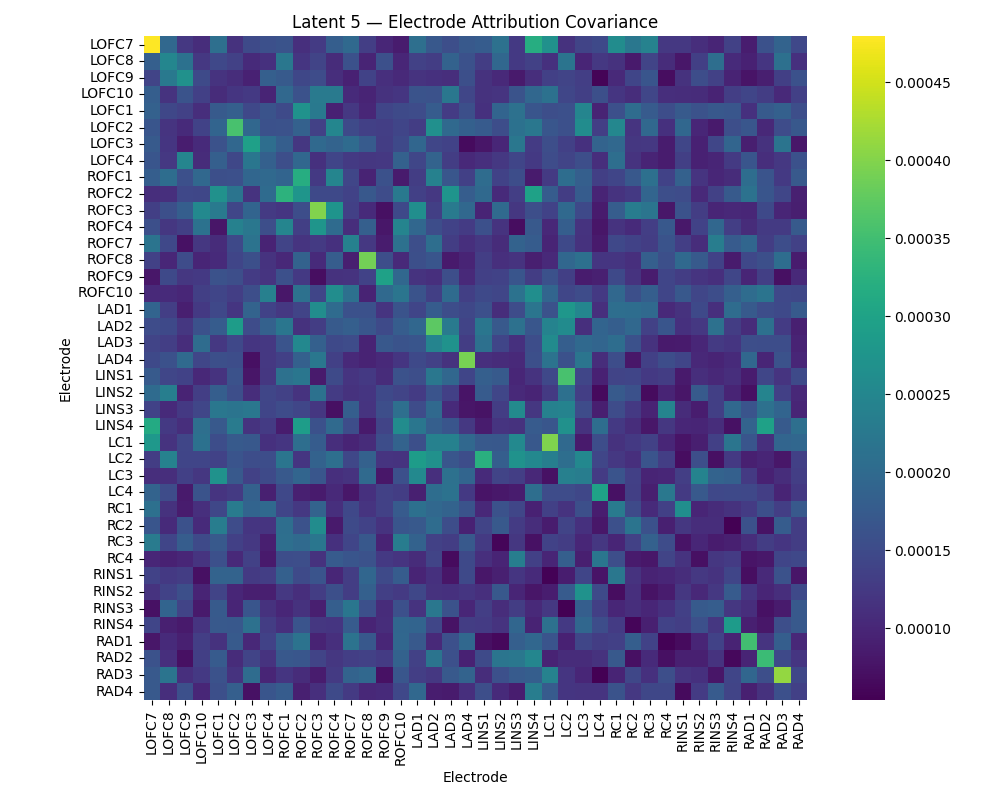 Latent 5 — Electrode Attribution Covariance
Electrode
LOFC7
LOFC8
LOFC9
LOFC10
LOFC1
LOFC2
LOFC3
LOFC4
ROFC1
ROFC2
ROFC3
ROFC4
ROFC7
ROFC8
ROFC9
ROFC10
LAD1
LAD2
LAD3
LAD4
LINS1
LINS2
LINS3
LINS4
LC1
LC2
LC3
LC4
RC1
RC2
RC3
RC4
RINS1
RINS2
RINS3
RINS4
RAD1
RAD2
RAD3
RAD4
LOFC7
LOFC8
LOFC9
LOFC10
LOFC1
LOFC2
LOFC3
LOFC4
ROFC1
ROFC2
ROFC3
ROFC4
ROFC7
ROFC8
ROFC9
ROFC10
LAD1
LAD2
LAD3
LAD4
LINS1
LINS2
LINS3
LINS4
LC1
LC2
LC3
LC4
RC1
RC2
RC3
RC4
RINS1
RINS2
RINS3
RINS4
RAD1
RAD2
RAD3
RAD4
Electrode
0.00045
0.00040
0.00035
0.00030
0.00025
0.00020
0.00015
0.00010